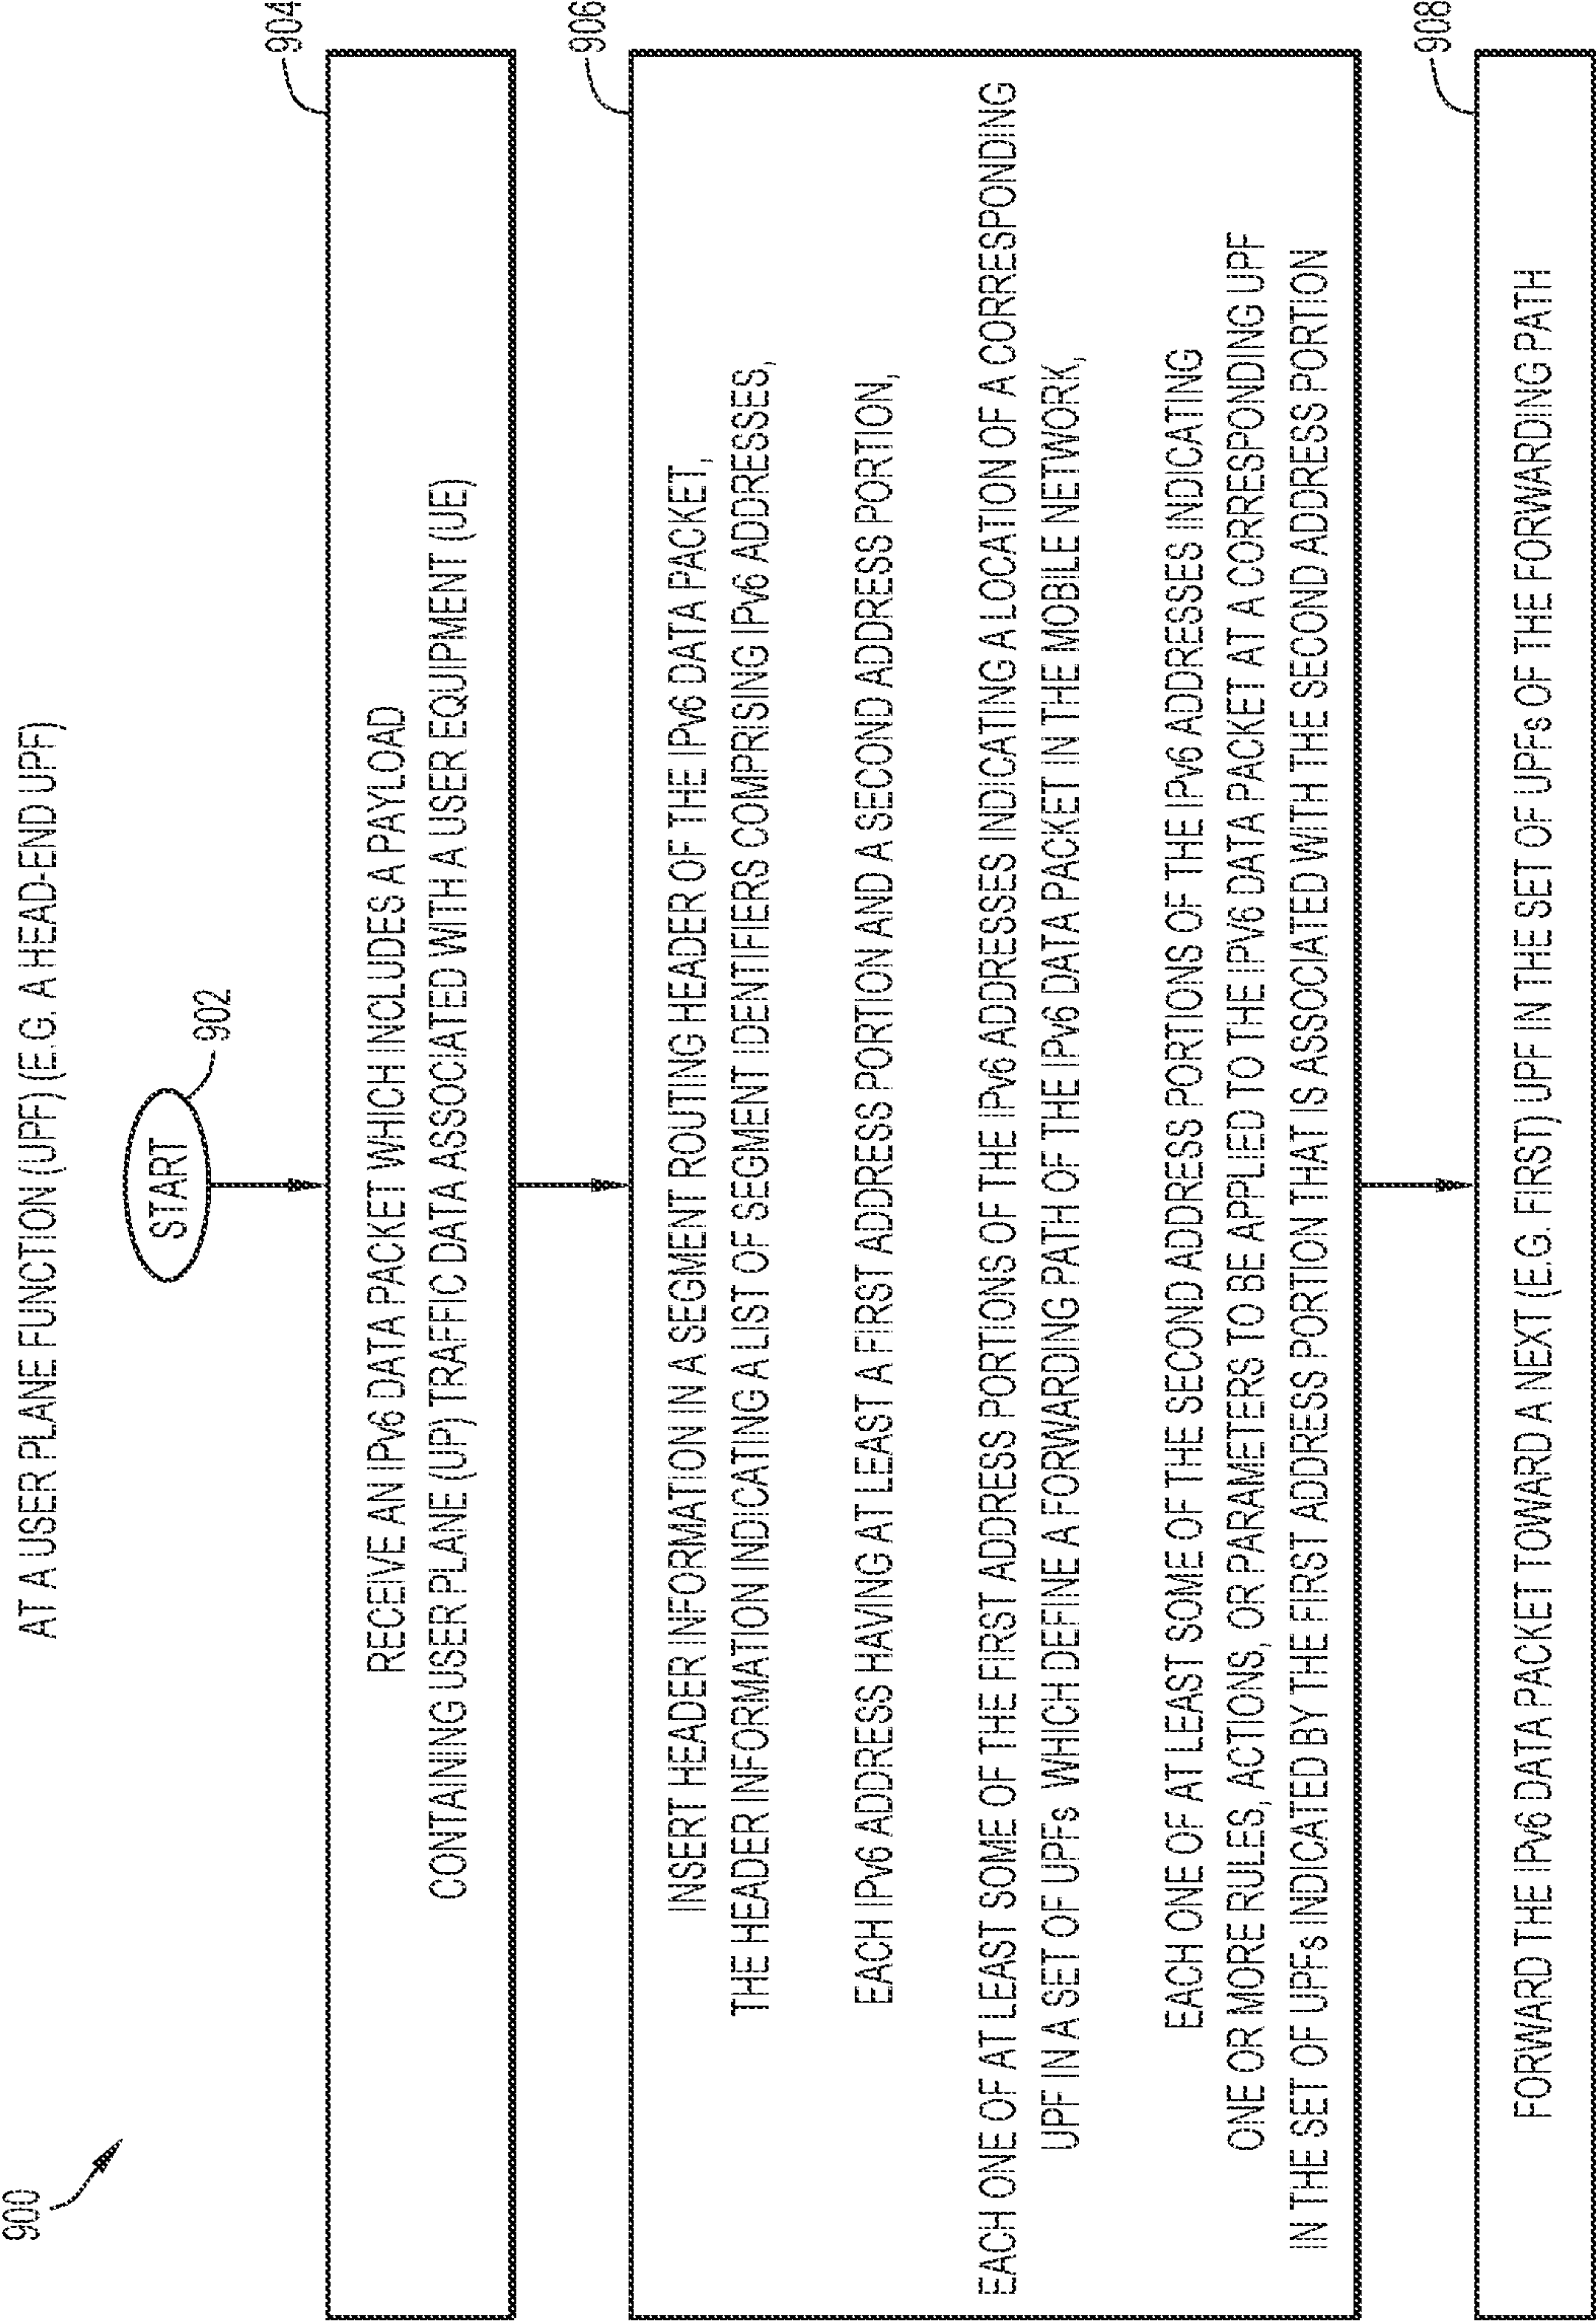 900
AT A USER PLANE FUNCTION (UPF) (E.G. A HEAD-END UPF)
START
902
904
RECEIVE AN IPv6 DATA PACKET WHICH INCLUDES A PAYLOAD
CONTAINING USER PLANE (UP) TRAFFIC DATA ASSOCIATED WITH A USER EQUIPMENT (UE)
906
INSERT HEADER INFORMATION IN A SEGMENT ROUTING HEADER OF THE IPv6 DATA PACKET,
THE HEADER INFORMATION INDICATING A LIST OF SEGMENT IDENTIFIERS COMPRISING IPv6 ADDRESSES,
EACH IPv6 ADDRESS HAVING AT LEAST A FIRST ADDRESS PORTION AND A SECOND ADDRESS PORTION,
EACH ONE OF AT LEAST SOME OF THE FIRST ADDRESS PORTIONS OF THE IPv6 ADDRESSES INDICATING A LOCATION OF A CORRESPONDING
UPF IN A SET OF UPFs WHICH DEFINE A FORWARDING PATH OF THE IPv6 DATA PACKET IN THE MOBILE NETWORK,
EACH ONE OF AT LEAST SOME OF THE SECOND ADDRESS PORTIONS OF THE IPv6 ADDRESSES INDICATING
ONE OR MORE RULES, ACTIONS, OR PARAMETERS TO BE APPLIED TO THE IPV6 DATA PACKET AT A CORRESPONDING UPF
IN THE SET OF UPFs INDICATED BY THE FIRST ADDRESS PORTION THAT IS ASSOCIATED WITH THE SECOND ADDRESS PORTION
908
FORWARD THE IPv6 DATA PACKET TOWARD A NEXT (E.G. FIRST) UPF IN THE SET OF UPFs OF THE FORWARDING PATH